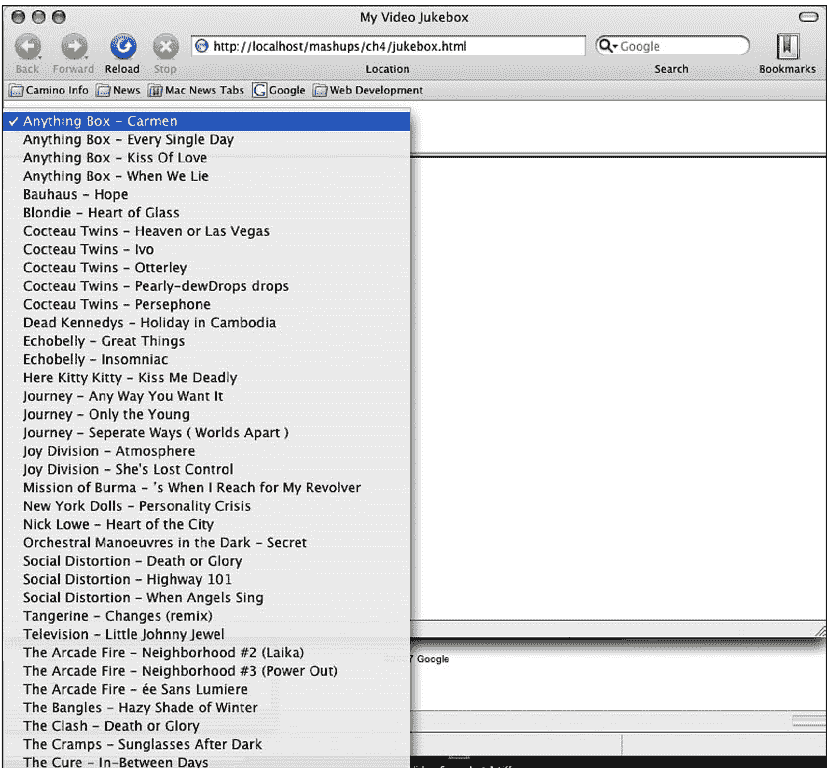 My Video Jukebox
http://localhost/mashups/ch4/jukebox.html
Google
Back Forward Reload Stop Location Search Bookmarks
Camino Info News Mac News Tabs Google Web Development
✓ Anything Box – Carmen
Anything Box – Every Single Day
Anything Box – Kiss Of Love
Anything Box – When We Lie
Bauhaus – Hope
Blondie – Heart of Glass
Cocteau Twins – Heaven or Las Vegas
Cocteau Twins – Ivo
Cocteau Twins – Otterley
Cocteau Twins – Pearly-dewDrops drops
Cocteau Twins – Persephone
Dead Kennedys – Holiday in Cambodia
Echobelly – Great Things
Echobelly – Insomniac
Here Kitty Kitty – Kiss Me Deadly
Journey – Any Way You Want It
Journey – Only the Young
Journey – Seperate Ways ( Worlds Apart )
Joy Division – Atmosphere
Joy Division – She's Lost Control
Mission of Burma – 's When I Reach for My Revolver
New York Dolls – Personality Crisis
Nick Lowe – Heart of the City
Orchestral Manoeuvres in the Dark – Secret
Social Distortion – Death or Glory
Social Distortion – Highway 101
Social Distortion – When Angels Sing
Tangerine – Changes (remix)
Television – Little Johnny Jewel
The Arcade Fire – Neighborhood #2 (Laika)
7 Google
The Arcade Fire – Neighborhood #3 (Power Out)
The Arcade Fire – ée Sans Lumiere
The Bangles – Hazy Shade of Winter
The Clash – Death or Glory
The Cramps – Sunglasses After Dark
The Cure – In-Between Days